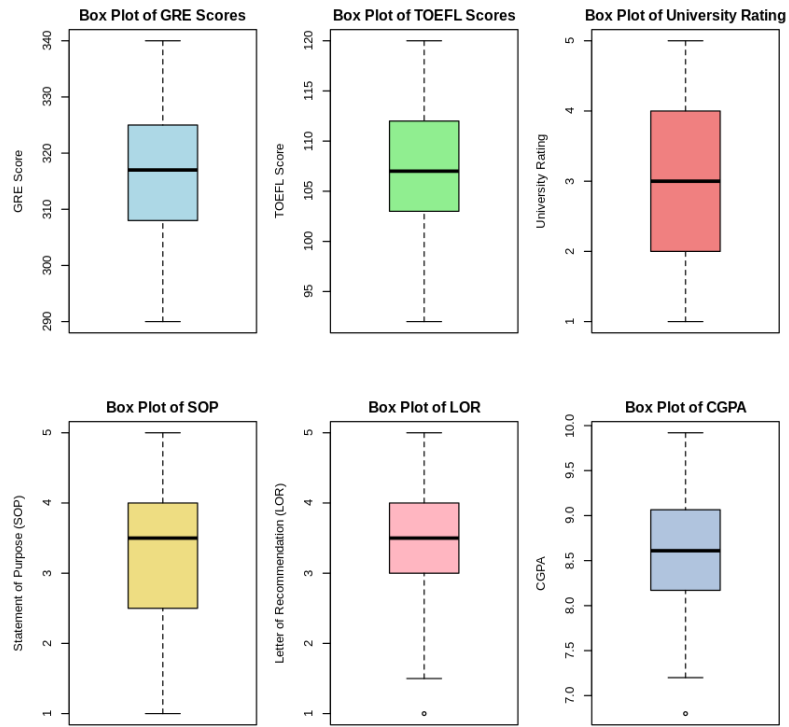 Box Plot of GRE Scores
GRE Score
340
330
320
310
300
290
Box Plot of TOEFL Scores
TOEFL Score
120
115
110
105
100
95
Box Plot of University Rating
University Rating
5
4
3
2
1
Box Plot of SOP
Statement of Purpose (SOP)
5
4
3
2
1
Box Plot of LOR
Letter of Recommendation (LOR)
5
4
3
2
1
Box Plot of CGPA
CGPA
10.0
9.5
9.0
8.5
8.0
7.5
7.0